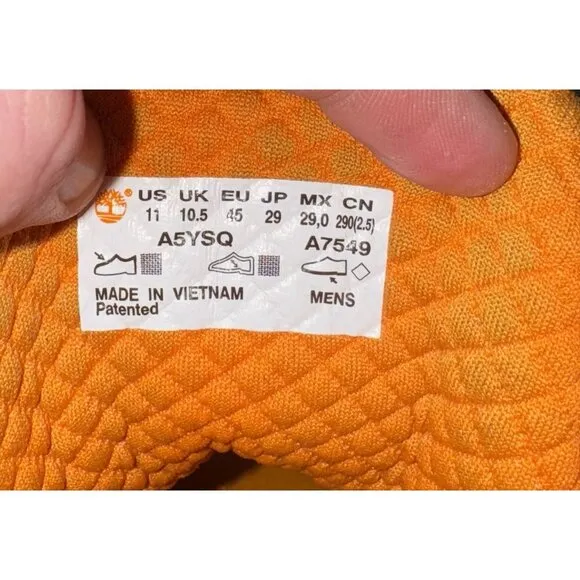 ® US UK EU JP MX CN
11 10.5 45 29 29,0 290(2.5)
A5YSQ A7549
MADE IN VIETNAM MENS
Patented